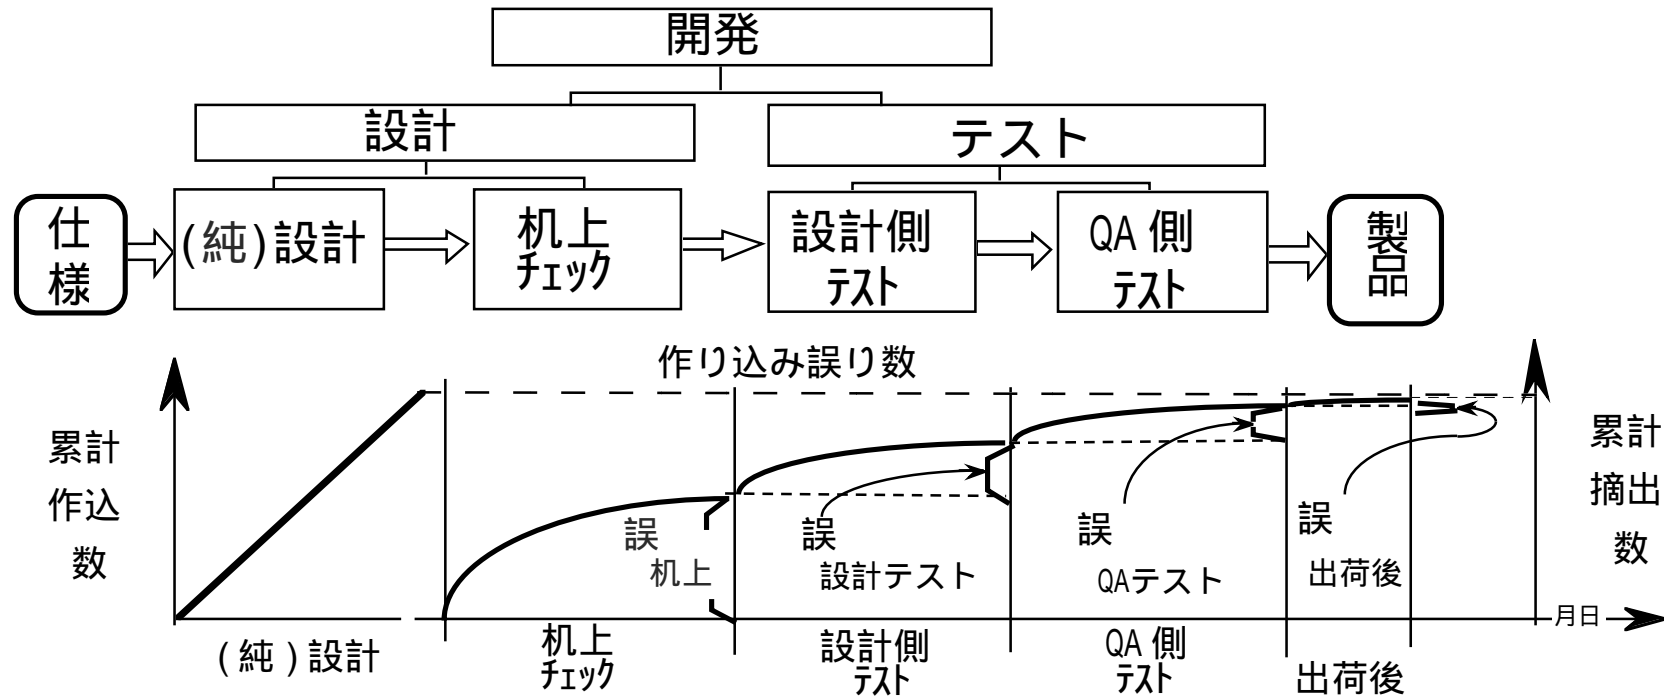 開発
設計
テスト
仕
様
(純)設計
机上
チェック
設計側
テスト
QA 側
テスト
製
品
作り込み誤り数
累計
作込
数
累計
摘出
数
誤
机上
誤
設計テスト
誤
QAテスト
誤
出荷後
月日
(純)設計
机上
チェック
設計側
テスト
QA 側
テスト
出荷後